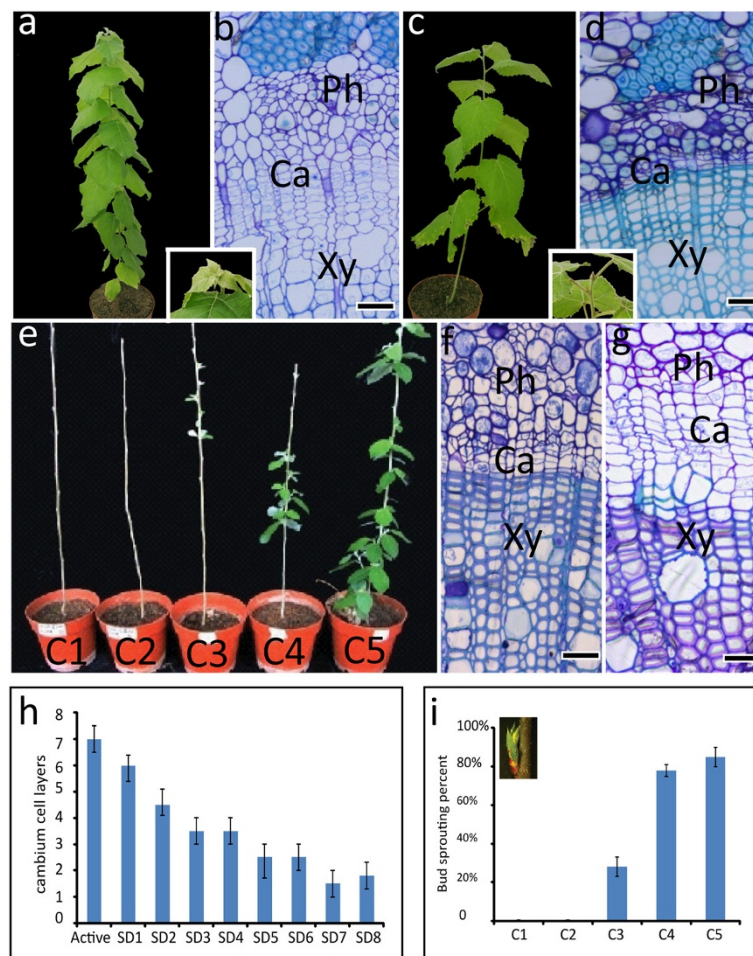 a
b
Ph
Ca
Xy
c
d
Ph
Ca
Xy
e
C1 C2 C3 C4 C5
f
Ph
Ca
Xy
g
Ph
Ca
Xy
h
cambium cell layers
8
7
6
5
4
3
2
1
0
Active SD1 SD2 SD3 SD4 SD5 SD6 SD7 SD8
i
Bud sprouting percent
100%
80%
60%
40%
20%
0
C1 C2 C3 C4 C5